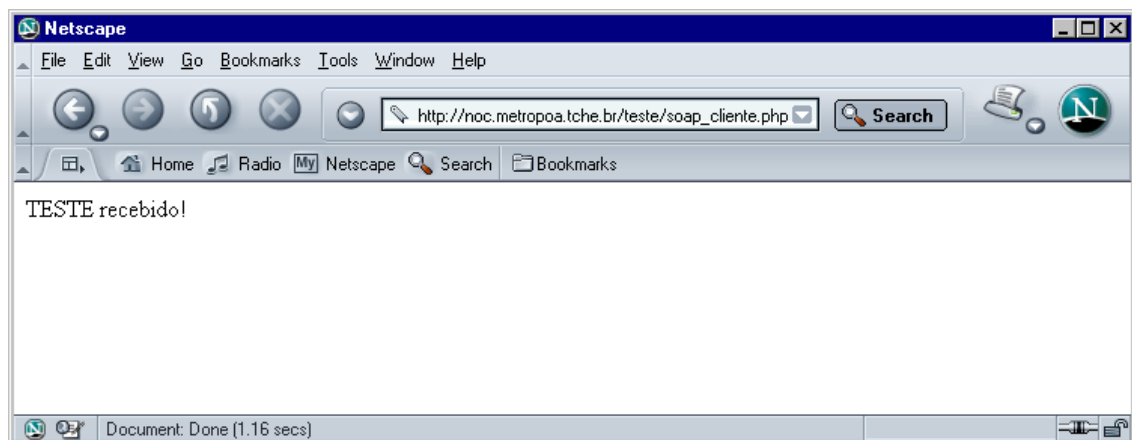 Netscape
File Edit View Go Bookmarks Tools Window Help
http://noc.metropoa.tche.br/teste/soap_cliente.php Search N
Home Radio My Netscape Search Bookmarks
TESTE recebido!
Document: Done (1.16 secs)